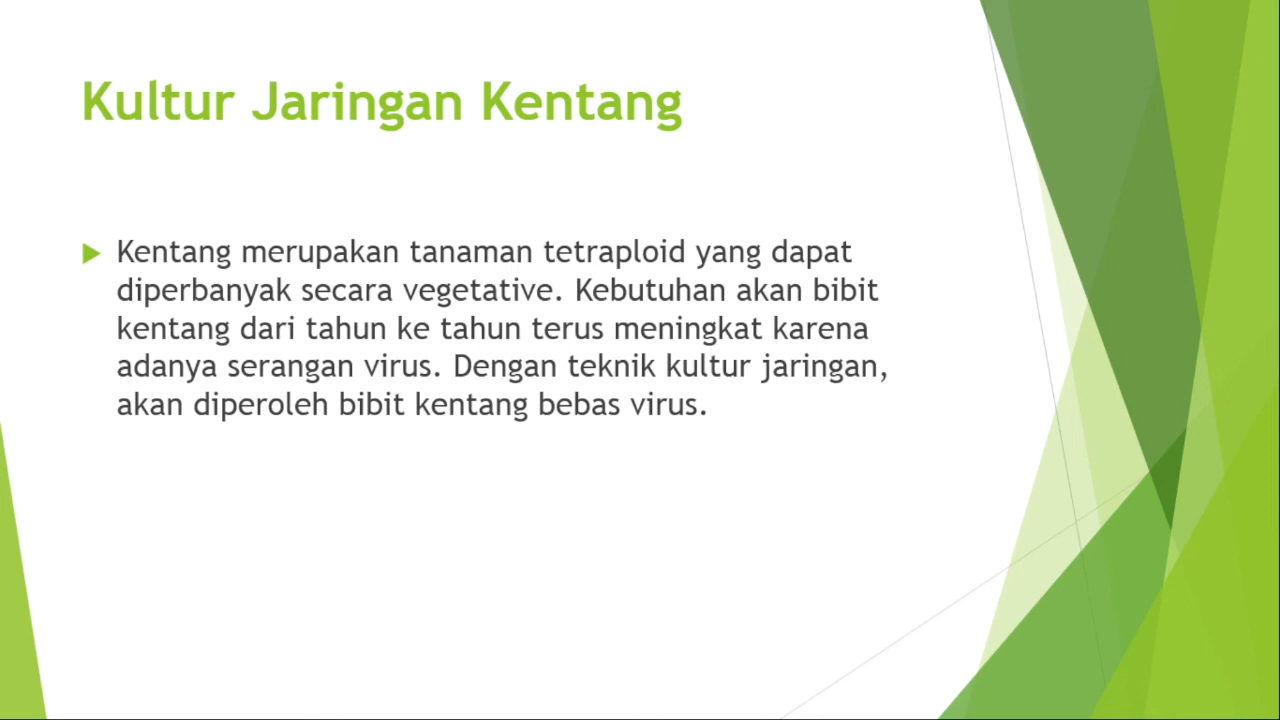 Kultur Jaringan Kentang
Kentang merupakan tanaman tetraploid yang dapat
diperbanyak secara vegetative. Kebutuhan akan bibit
kentang dari tahun ke tahun terus meningkat karena
adanya serangan virus. Dengan teknik kultur jaringan,
akan diperoleh bibit kentang bebas virus.